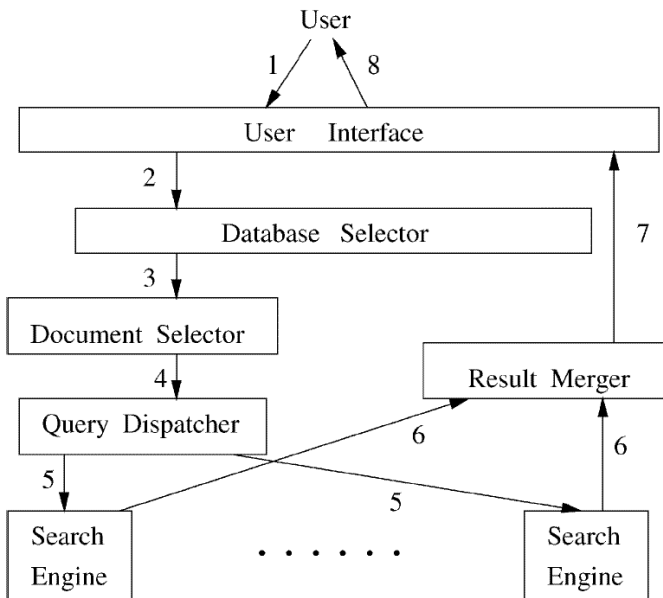 User
1
8
User Interface
2
7
Database Selector
3
Document Selector
4
Result Merger
Query Dispatcher
6
6
5
5
Search
Engine
. . . . . .
Search
Engine